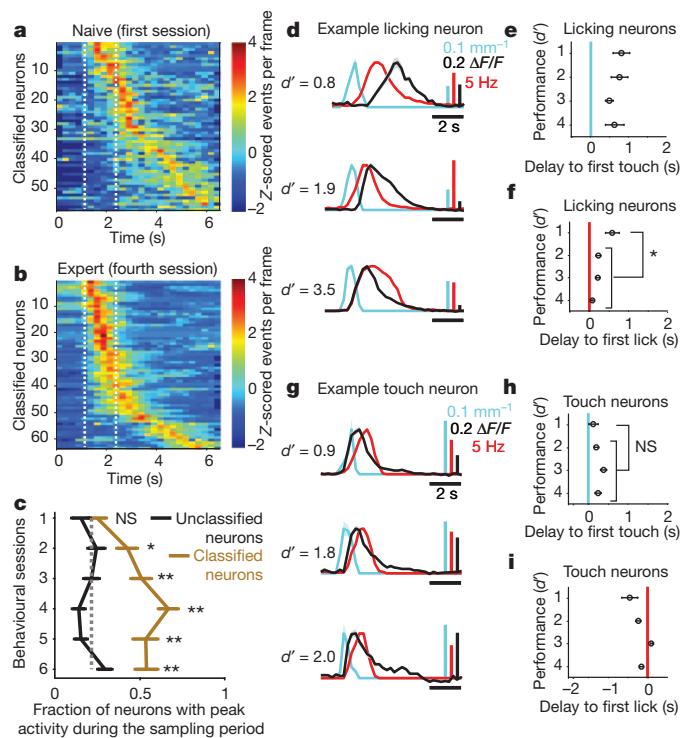 a
Naive (first session)
Classified neurons
0
10
20
30
40
50
0 2 4 6
Time (s)
4
2
0
−2
Z-scored events per frame
b
Expert (fourth session)
Classified neurons
0
10
20
30
40
50
60
0 2 4 6
Time (s)
4
2
0
−2
Z-scored events per frame
c
Behavioural sessions
1
2
3
4
5
6
NS
*
**
**
**
**
Unclassified neurons
Classified neurons
0 0.5 1
Fraction of neurons with peak
activity during the sampling period
d
Example licking neuron
0.1 mm⁻¹
0.2 ΔF/F
5 Hz
d′ = 0.8
2 s
d′ = 1.9
d′ = 3.5
g
Example touch neuron
0.1 mm⁻¹
0.2 ΔF/F
5 Hz
d′ = 0.9
2 s
d′ = 1.8
d′ = 2.0
e
Licking neurons
Performance (d′)
1
2
3
4
0 1 2
Delay to first touch (s)
f
Licking neurons
Performance (d′)
1
2
3
4
*
0 1 2
Delay to first lick (s)
h
Touch neurons
Performance (d′)
1
2
3
4
NS
0 1 2
Delay to first touch (s)
i
Touch neurons
Performance (d′)
1
2
3
4
−2 −1 0
Delay to first lick (s)